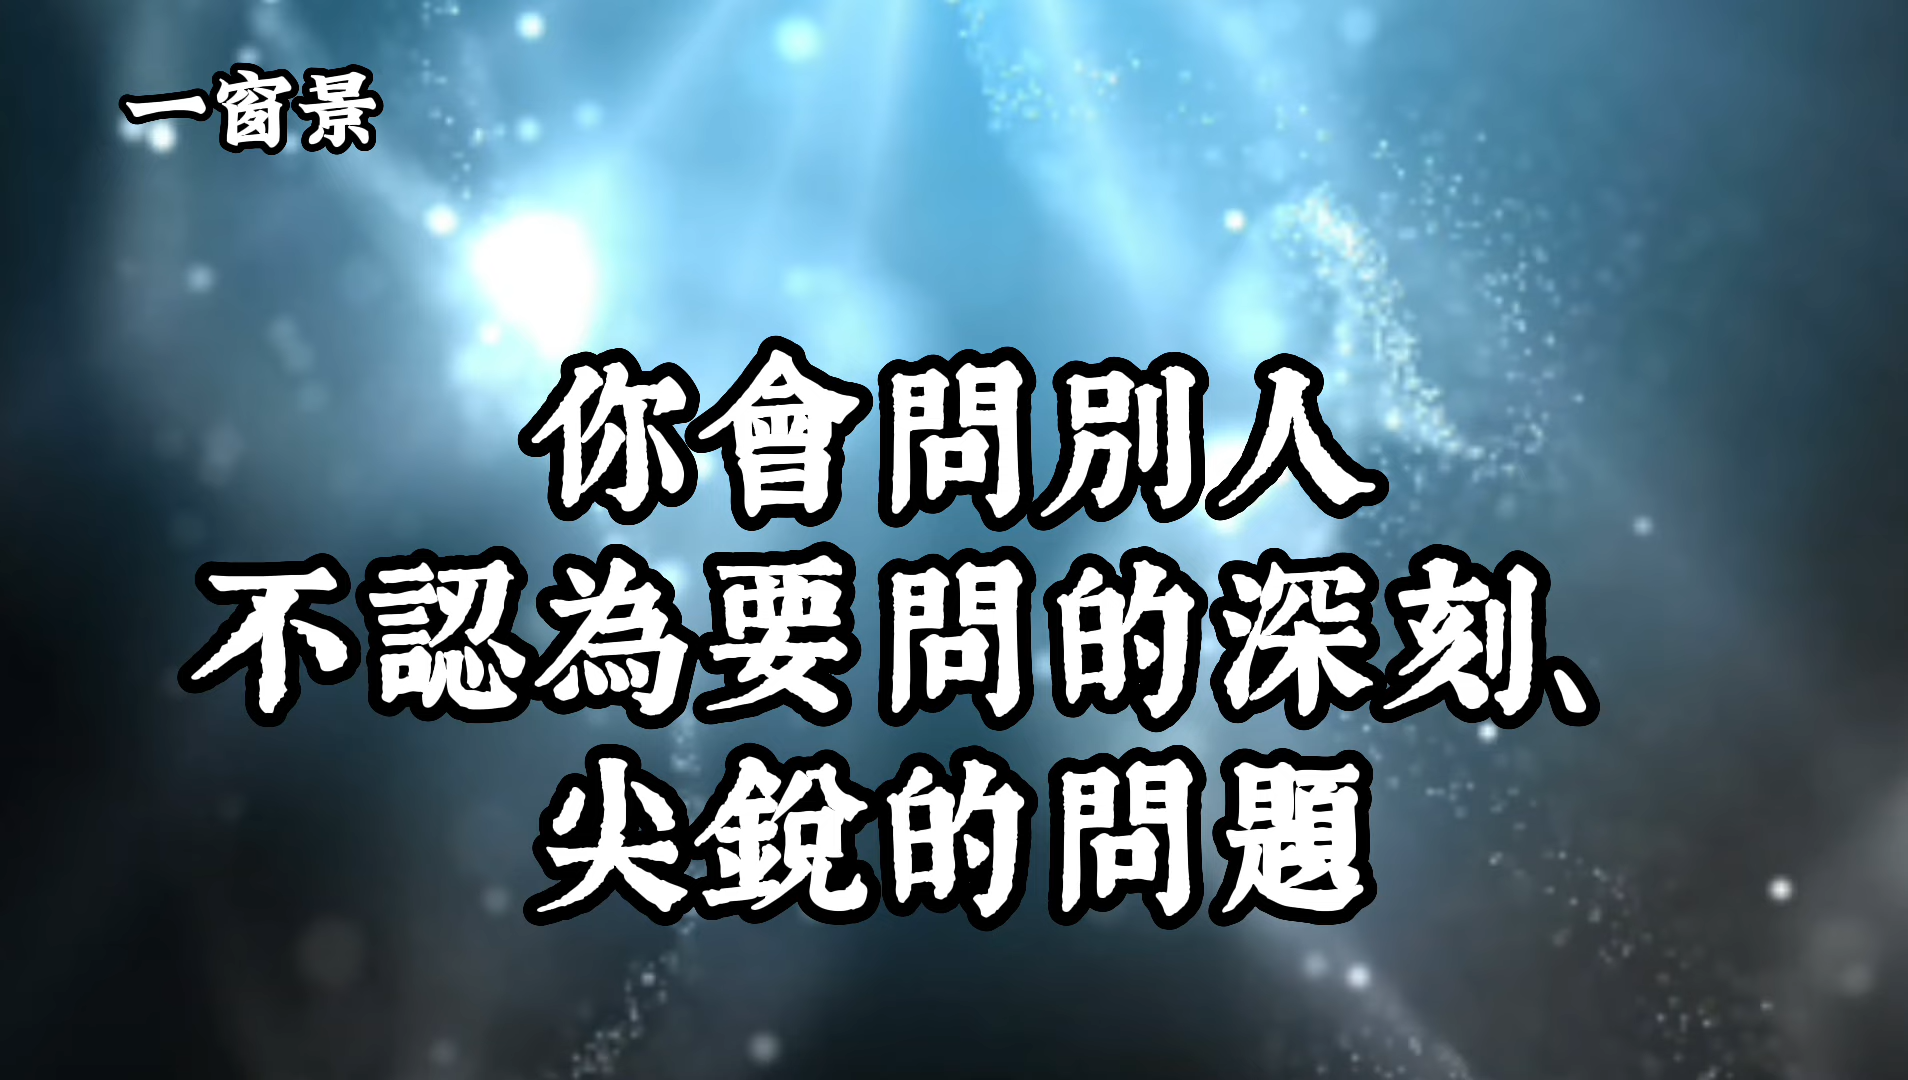 一窗景
你會問別人
不認為要問的深刻、
尖銳的問題